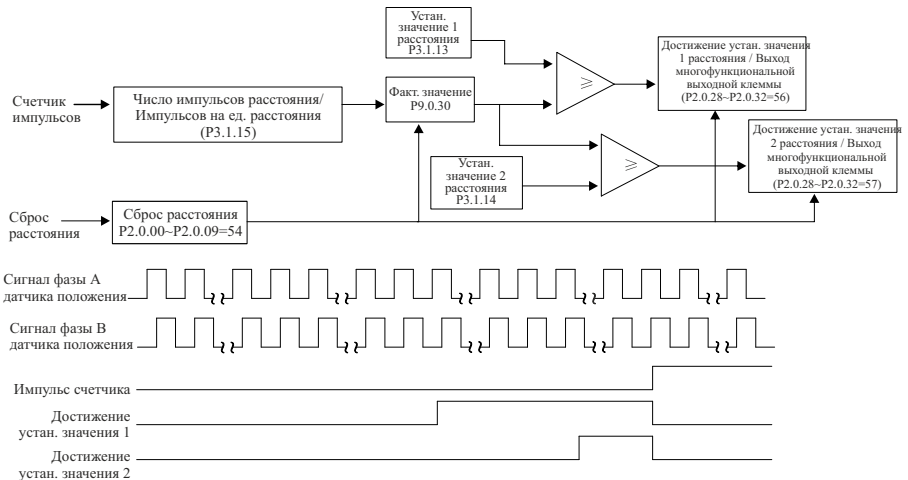 Устан.
значение 1
расстояния
P3.1.13
Достижение устан. значения
1 расстояния / Выход
многофункциональной
выходной клеммы
(P2.0.28~P2.0.32=56)
Счетчик
импульсов
Число импульсов расстояния/
Импульсов на ед. расстояния
(P3.1.15)
Факт. значение
P9.0.30
≥
Достижение устан. значения
2 расстояния / Выход
многофункциональной
выходной клеммы
(P2.0.28~P2.0.32=57)
Устан.
значение 2
расстояния
P3.1.14
≥
Сброс
расстояния
Сброс расстояния
P2.0.00~P2.0.09=54
Сигнал фазы A
датчика положения
Сигнал фазы B
датчика положения
Импульс счетчика
Достижение
устан. значения 1
Достижение
устан. значения 2